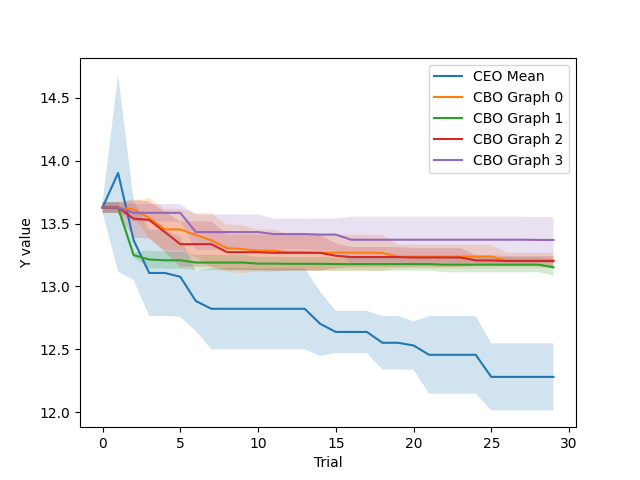 CEO Mean
CBO Graph 0
CBO Graph 1
CBO Graph 2
CBO Graph 3
14.5
14.0
13.5
13.0
12.5
12.0
Y value
0 5 10 15 20 25 30
Trial